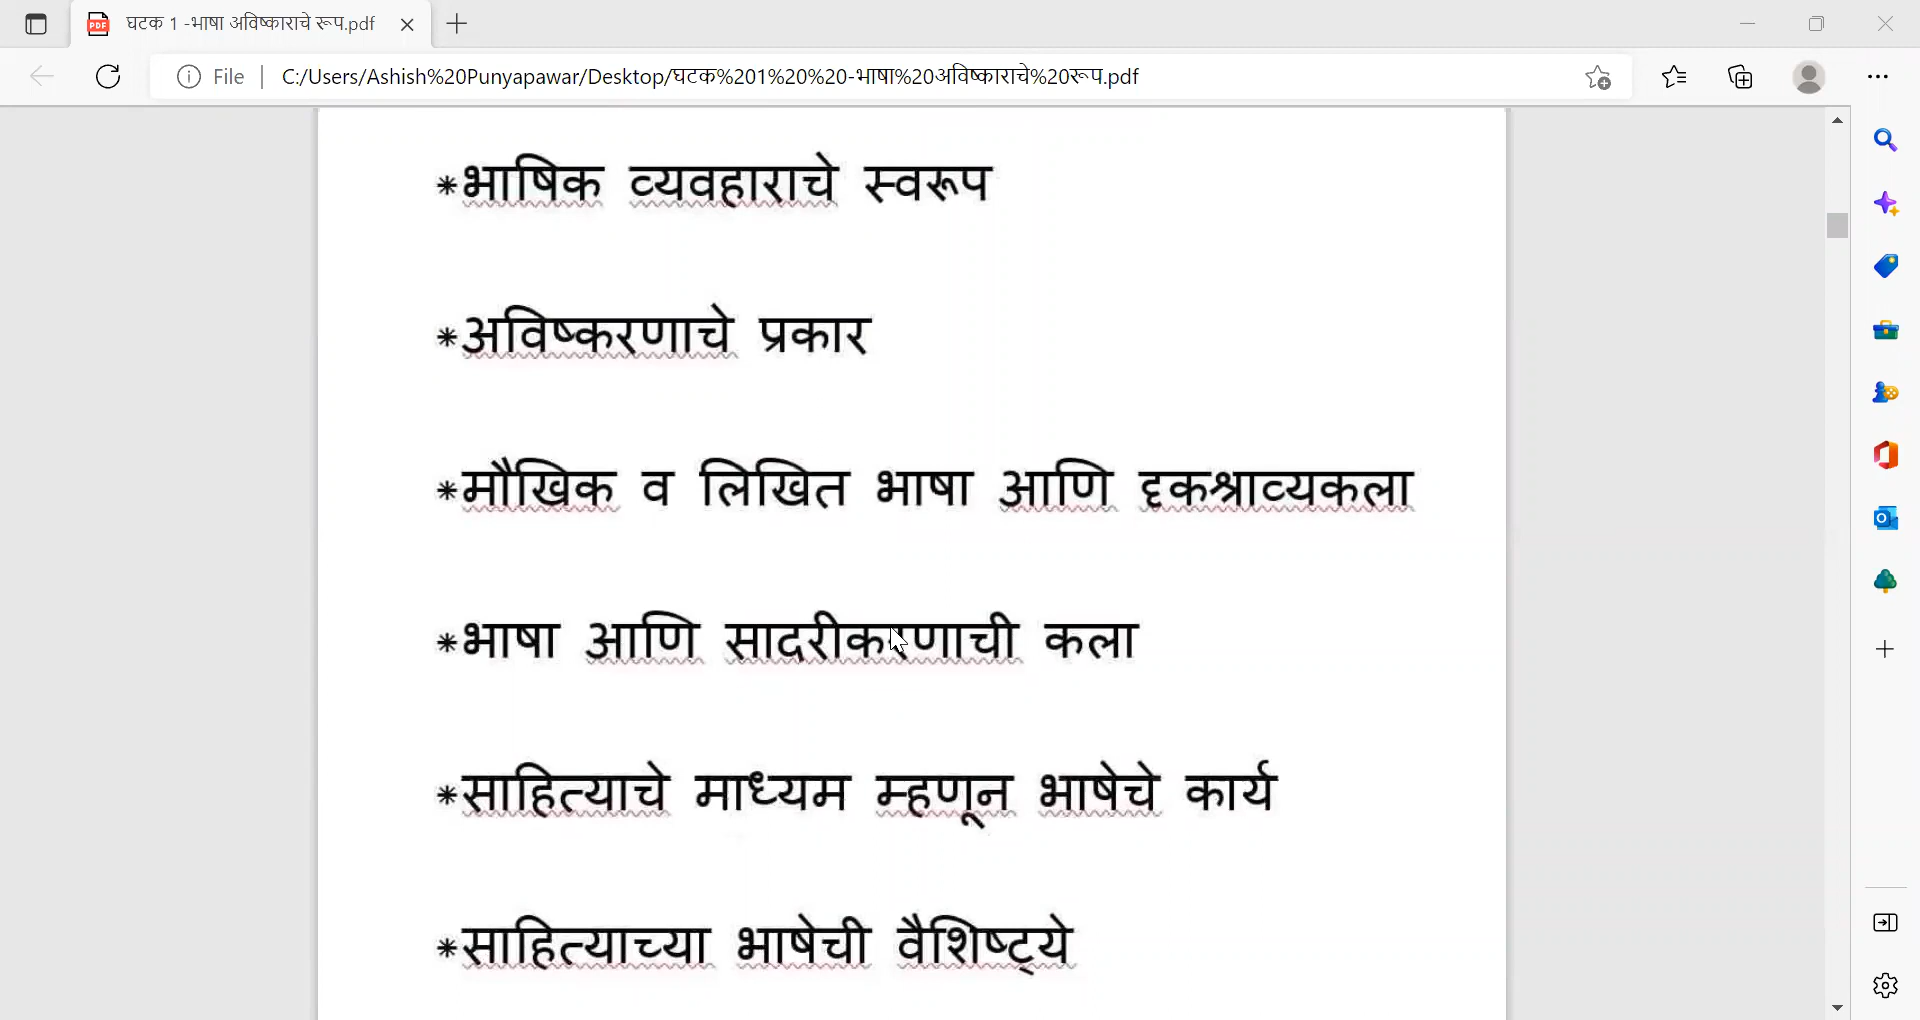 घटक 1 -भाषा अविष्काराचे रूप.pdf
File C:/Users/Ashish%20Punyapawar/Desktop/घटक%201%20%20-भाषा%20अविष्काराचे%20रूप.pdf
*भाषिक व्यवहाराचे स्वरूप
*अविष्करणाचे प्रकार
*मौखिक व लिखित भाषा आणि दृकश्राव्यकला
*भाषा आणि सादरीकरणाची कला
*साहित्याचे माध्यम म्हणून भाषेचे कार्य
*साहित्याच्या भाषेची वैशिष्ट्ये